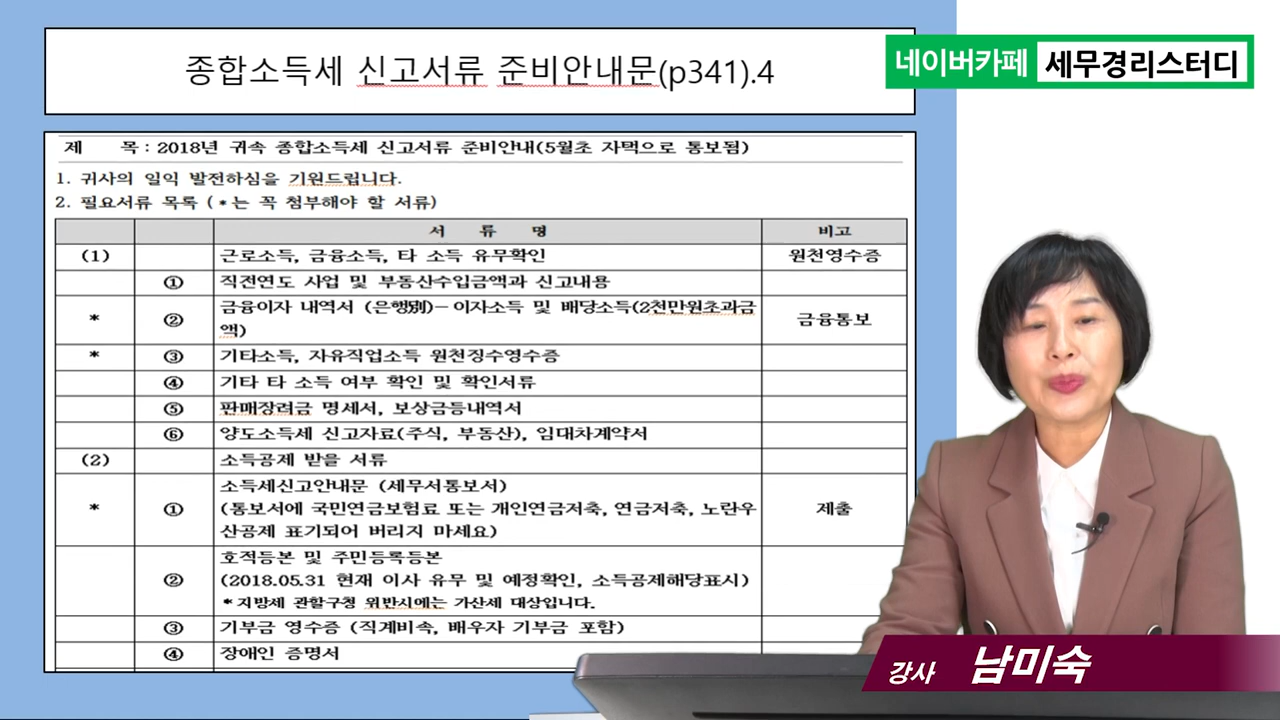 종합소득세 신고서류 준비안내문(p341).4
네이버카페 세무경리스터디
제 목 : 2018년 귀속 종합소득세 신고서류 준비안내(5월초 자택으로 통보됨)
1. 귀사의 일익 발전하심을 기원드립니다.
2. 필요서류 목록 ( *는 꼭 첨부해야 할 서류)
서 류 명 비고
(1) 근로소득, 금융소득, 타 소득 유무확인 원천영수증
① 직전연도 사업 및 부동산수입금액과 신고내용
* ② 금융이자 내역서 (은행別)- 이자소득 및 배당소득(2천만원초과금
액) 금융통보
* ③ 기타소득, 자유직업소득 원천징수영수증
④ 기타 타 소득 여부 확인 및 확인서류
⑤ 판매장려금 명세서, 보상금등내역서
⑥ 양도소득세 신고자료(주식, 부동산), 임대차계약서
(2) 소득공제 받을 서류
소득세신고안내문 (세무서통보서)
* ① (통보서에 국민연금보험료 또는 개인연금저축, 연금저축, 노란우 제출
산공제 표기되어 버리지 마세요)
호적등본 및 주민등록등본
② (2018.05.31 현재 이사 유무 및 예정확인, 소득공제해당표시)
* 지방세 관할구청 위반시에는 가산세 대상입니다.
③ 기부금 영수증 (직계비속, 배우자 기부금 포함)
④ 장애인 증명서
강사 남미숙